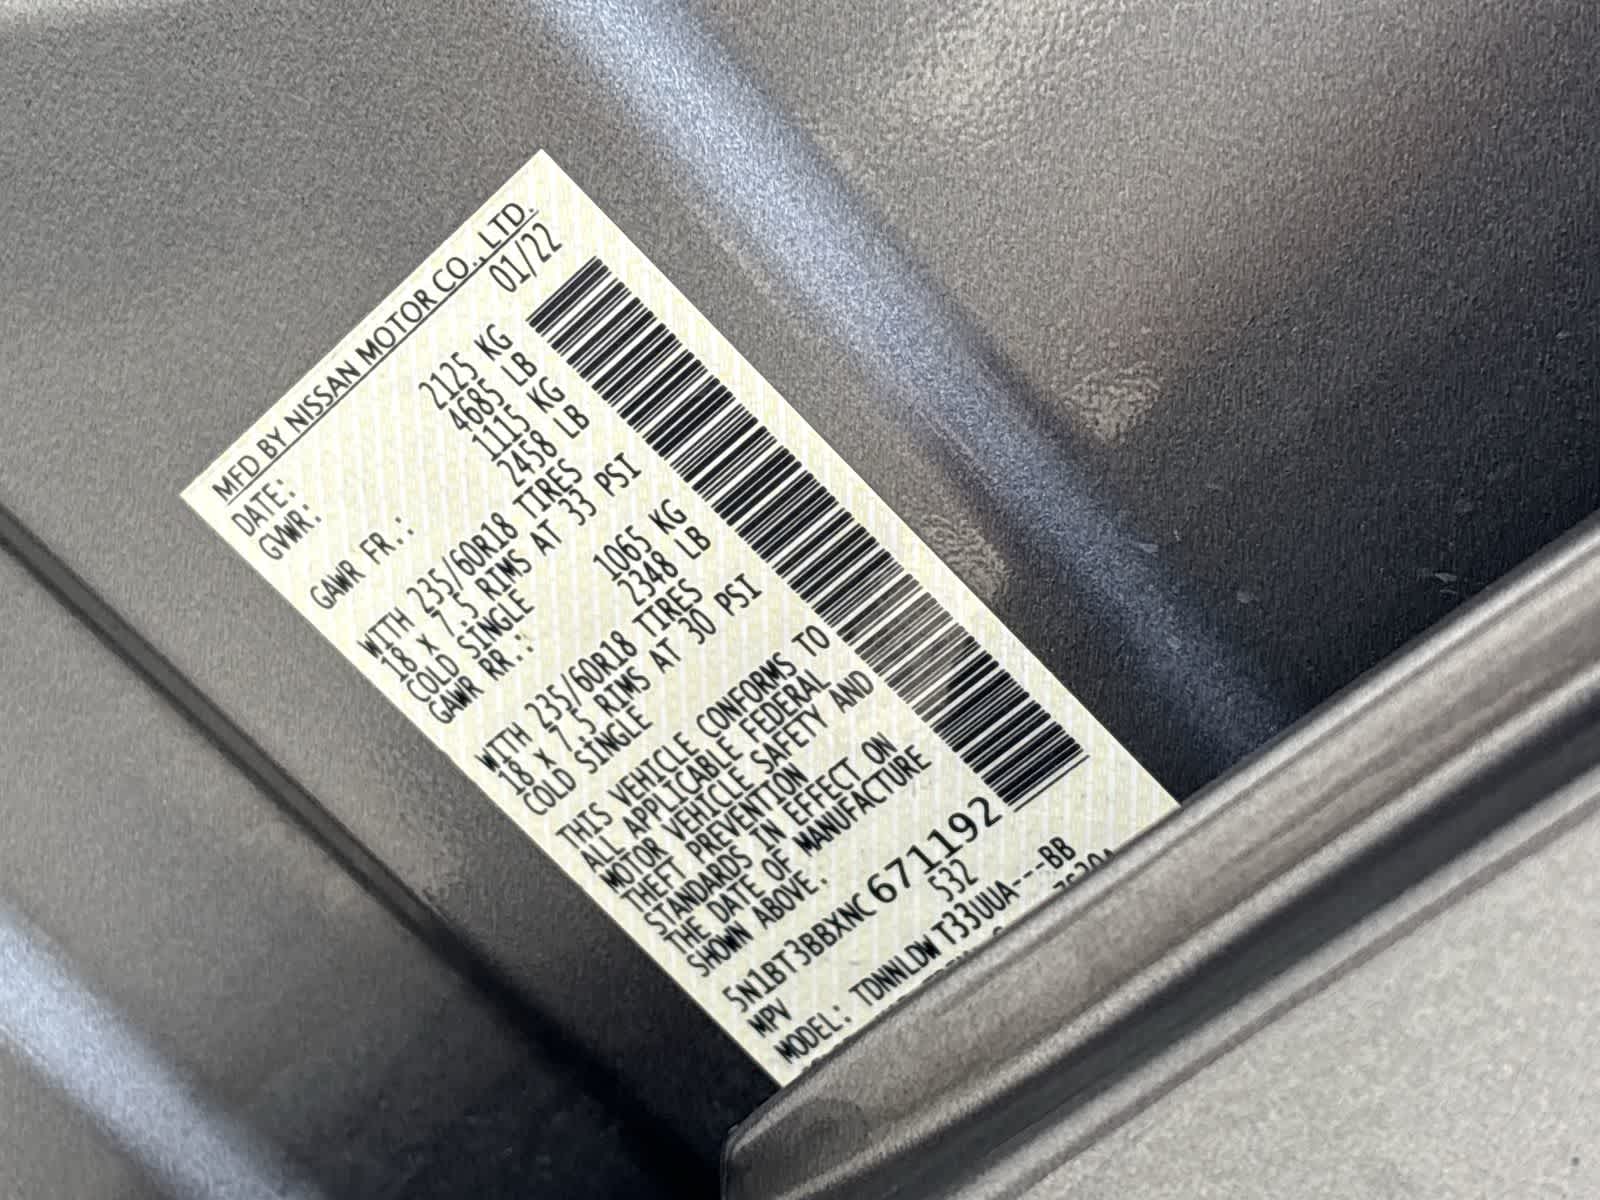 MFD BY NISSAN MOTOR CO.,LTD.
DATE: 01/22
GVWR: 2125 KG
4685 LB
GAWR FR.: 1115 KG
2458 LB
WITH 235/60R18 TIRES
18 x 7.5 RIMS AT 33 PSI
COLD SINGLE
GAWR RR.: 1065 KG
2348 LB
WITH 235/60R18 TIRES
18 x 7.5 RIMS AT 30 PSI
COLD SINGLE
THIS VEHICLE CONFORMS TO
ALL APPLICABLE FEDERAL
MOTOR VEHICLE SAFETY AND
THEFT PREVENTION
STANDARDS IN EFFECT ON
THE DATE OF MANUFACTURE
SHOWN ABOVE.
5N1BT3BBXNC671192
MPV S32
MODEL: TDNNLDW T33UUA---BB